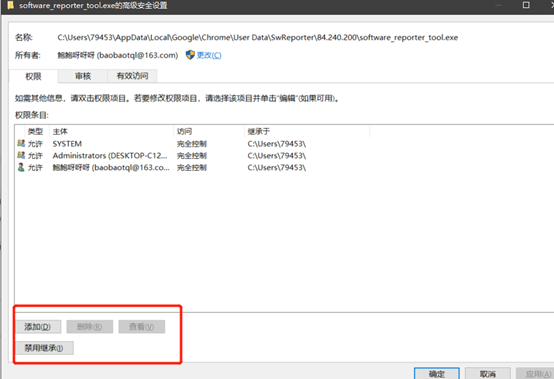 software_reporter_tool.exe的高级安全设置
名称: C:\Users\79453\AppData\Local\Google\Chrome\User Data\SwReporter\84.240.200\software_reporter_tool.exe
所有者: 鲍鲍呀呀呀 (baobaotql@163.com) 更改(C)
权限 审核 有效访问
如需其他信息，请双击权限项目。若要修改权限项目，请选择该项目并单击"编辑"(如果可用)。
权限条目:
类型 主体 访问 继承于
允许 SYSTEM 完全控制 C:\Users\79453\
允许 Administrators (DESKTOP-C12... 完全控制 C:\Users\79453\
允许 鲍鲍呀呀呀 (baobaotql@163.co... 完全控制 C:\Users\79453\
添加(D) 删除(R) 查看(V)
禁用继承(I)
确定 取消 应用(A)